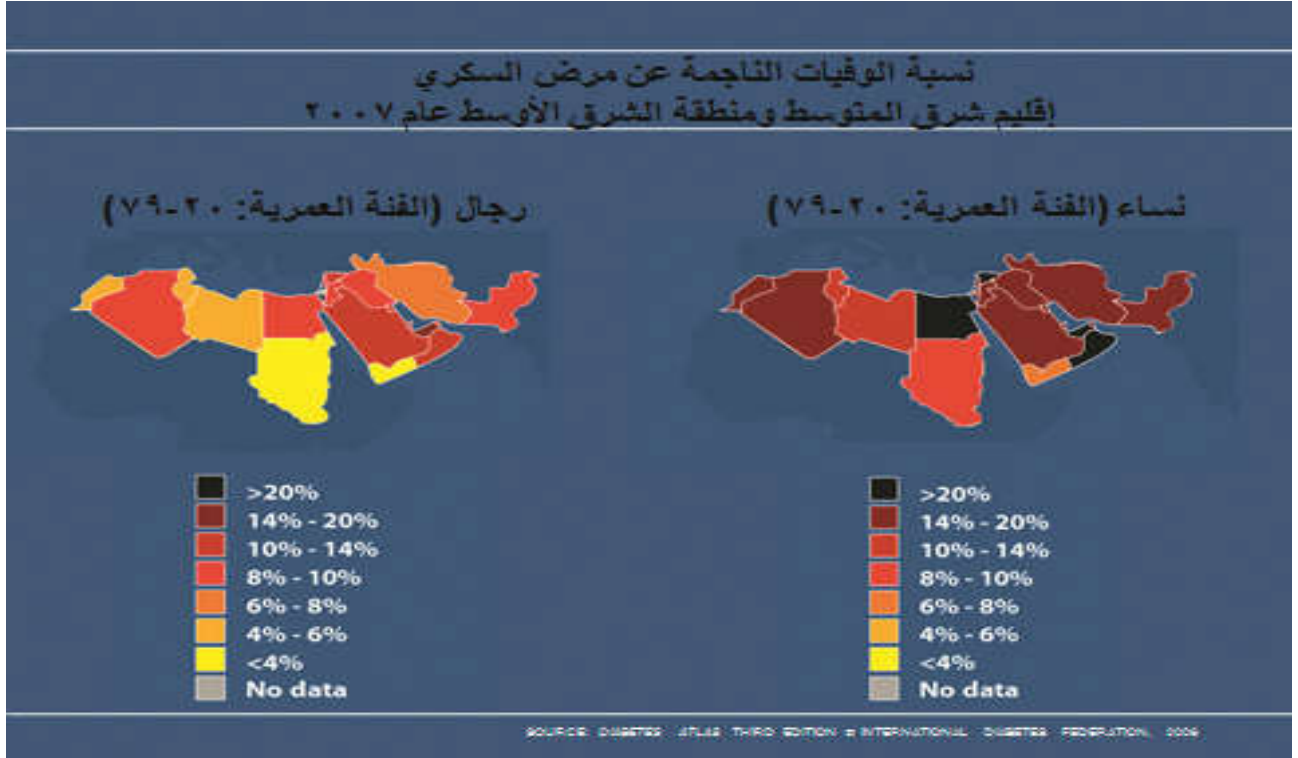 نسبة الوفيات الناجمة عن مرض السكري
إقليم شرق المتوسط ومنطقة الشرق الأوسط عام ٢٠٠٧
نساء (الفئة العمرية: ٢٠-٧٩)
>20%
14% - 20%
10% - 14%
8% - 10%
6% - 8%
4% - 6%
<4%
No data
رجال (الفئة العمرية: ٢٠-٧٩)
>20%
14% - 20%
10% - 14%
8% - 10%
6% - 8%
4% - 6%
<4%
No data
SOURCE: DIABETES ATLAS THIRD EDITION © INTERNATIONAL DIABETES FEDERATION, 2006